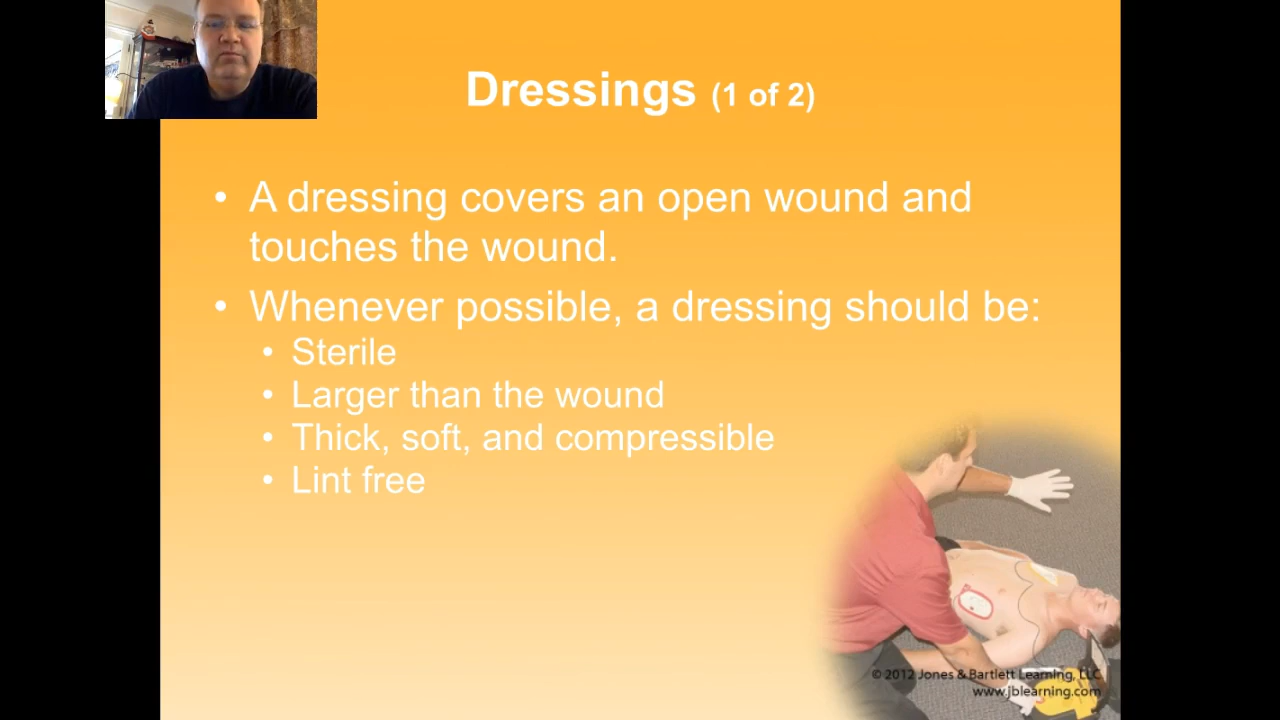 Dressings (1 of 2)
• A dressing covers an open wound and
touches the wound.
• Whenever possible, a dressing should be:
• Sterile
• Larger than the wound
• Thick, soft, and compressible
• Lint free
© 2012 Jones & Bartlett Learning, LLC
www.jblearning.com